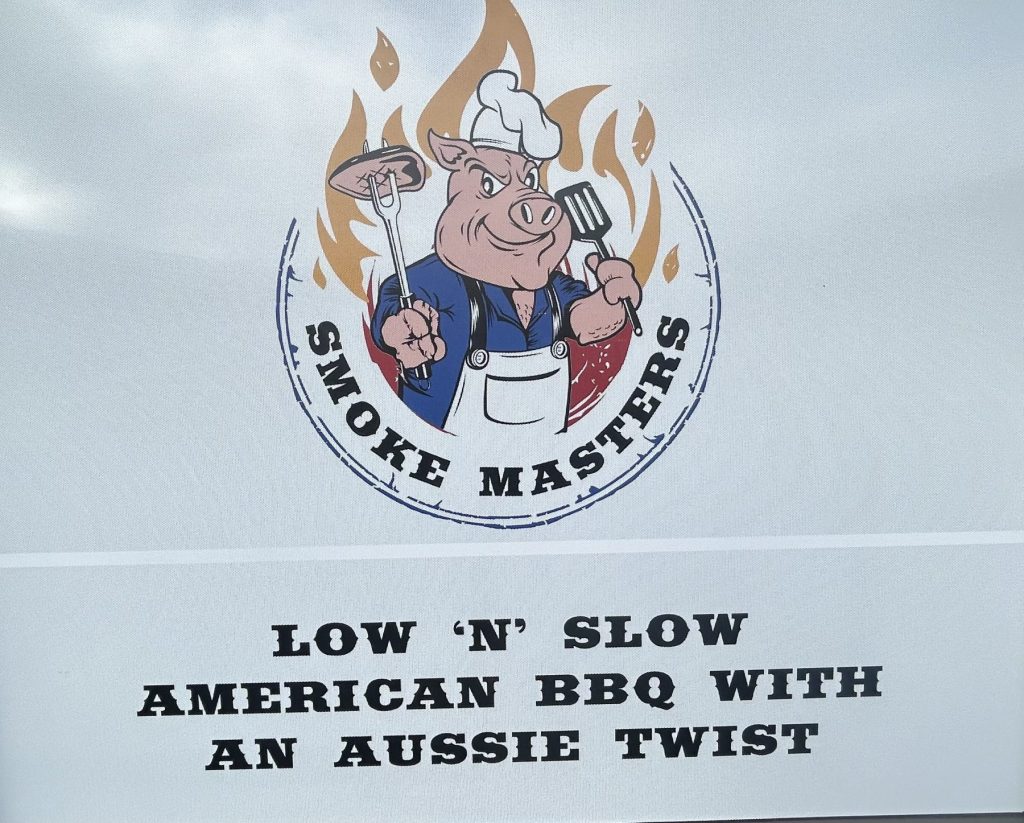 SMOKE MASTERS
LOW ‘N’ SLOW
AMERICAN BBQ WITH
AN AUSSIE TWIST